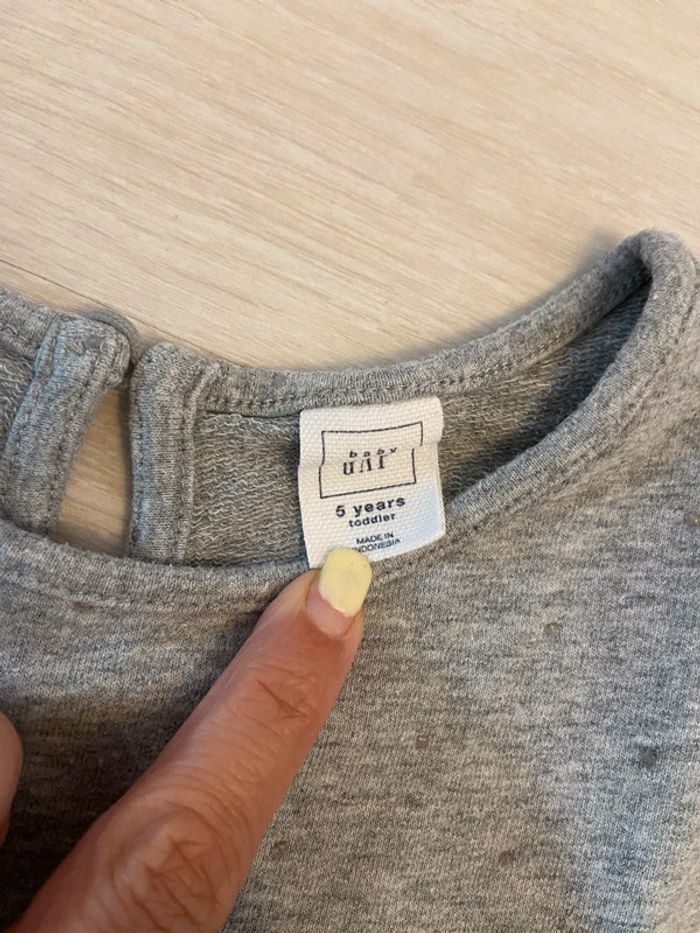 baby
GAP
5 years
toddler
MADE IN
INDONESIA